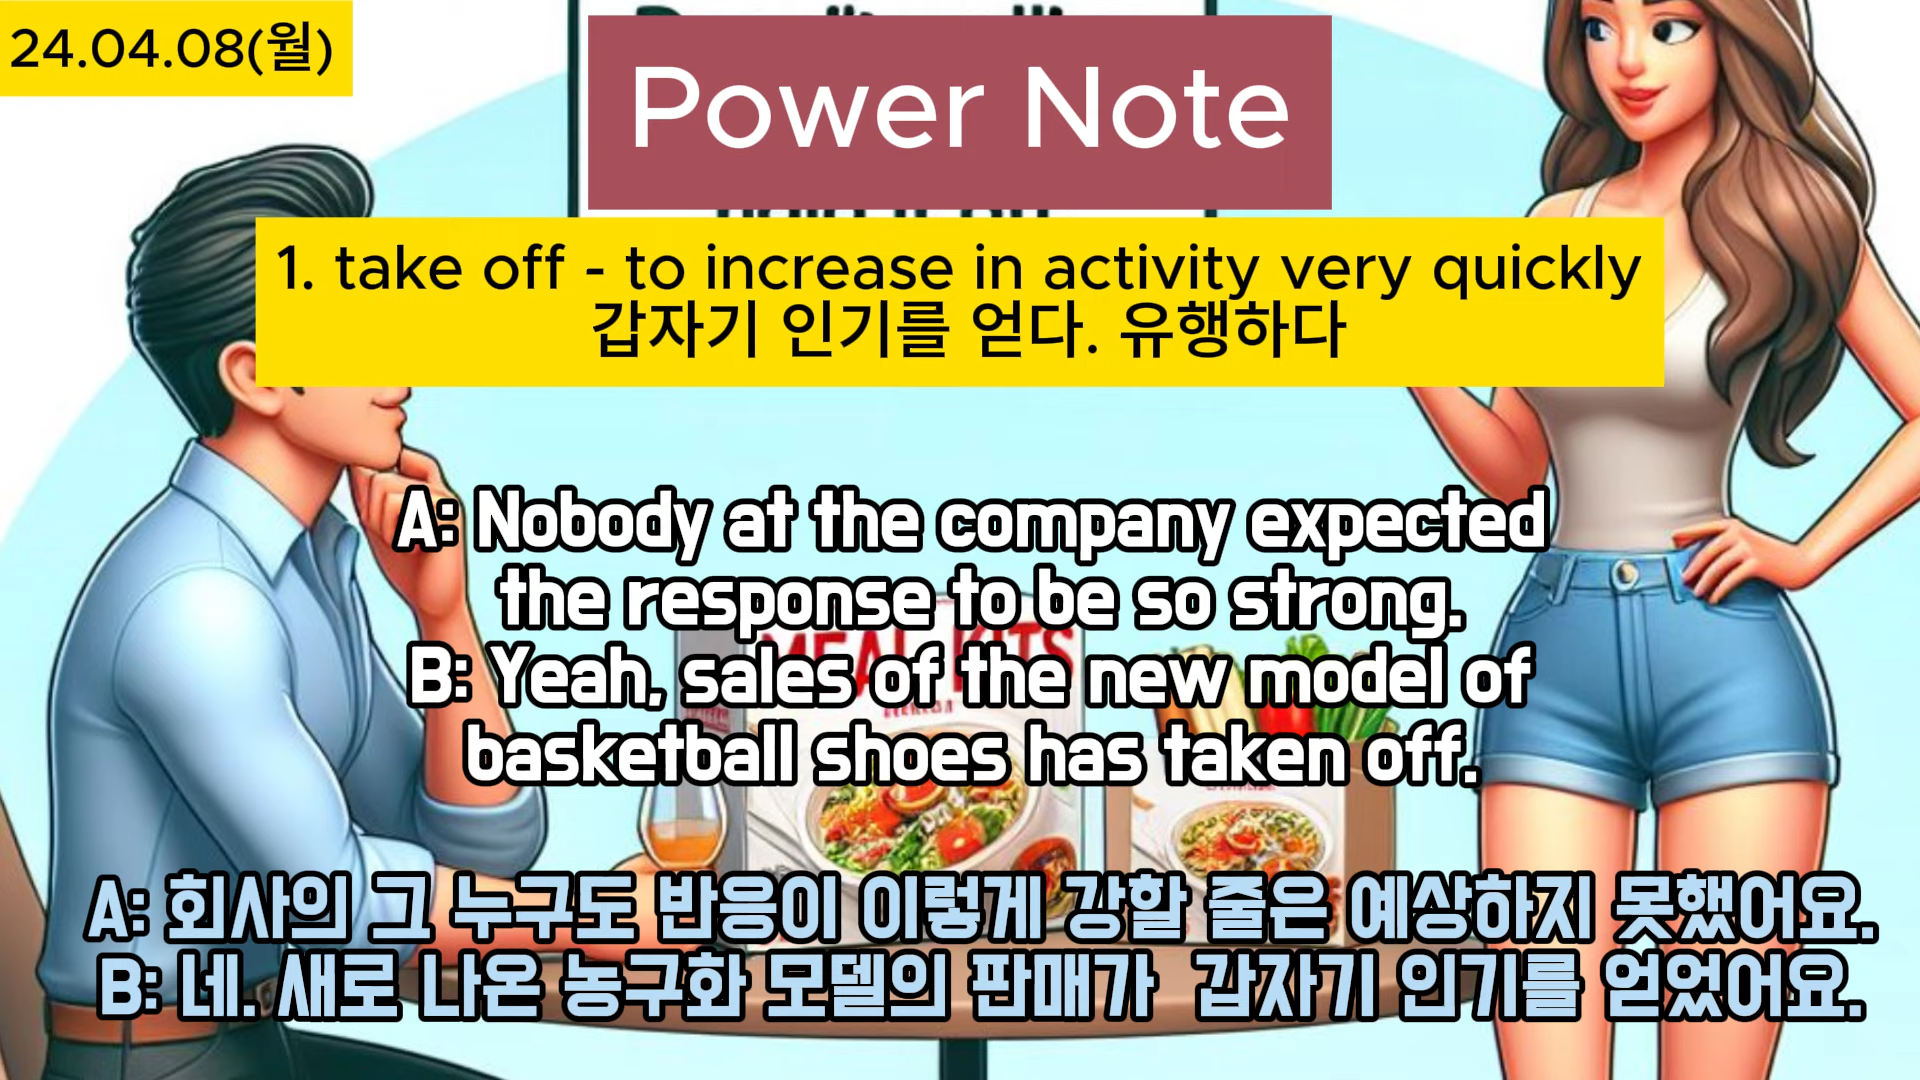 24.04.08(월)
Power Note
1. take off - to increase in activity very quickly
갑자기 인기를 얻다. 유행하다
A: Nobody at the company expected
the response to be so strong.
B: Yeah, sales of the new model of
basketball shoes has taken off.
MEAL KITS
A: 회사의 그 누구도 반응이 이렇게 강할 줄은 예상하지 못했어요.
B: 네. 새로 나온 농구화 모델의 판매가 갑자기 인기를 얻었어요.